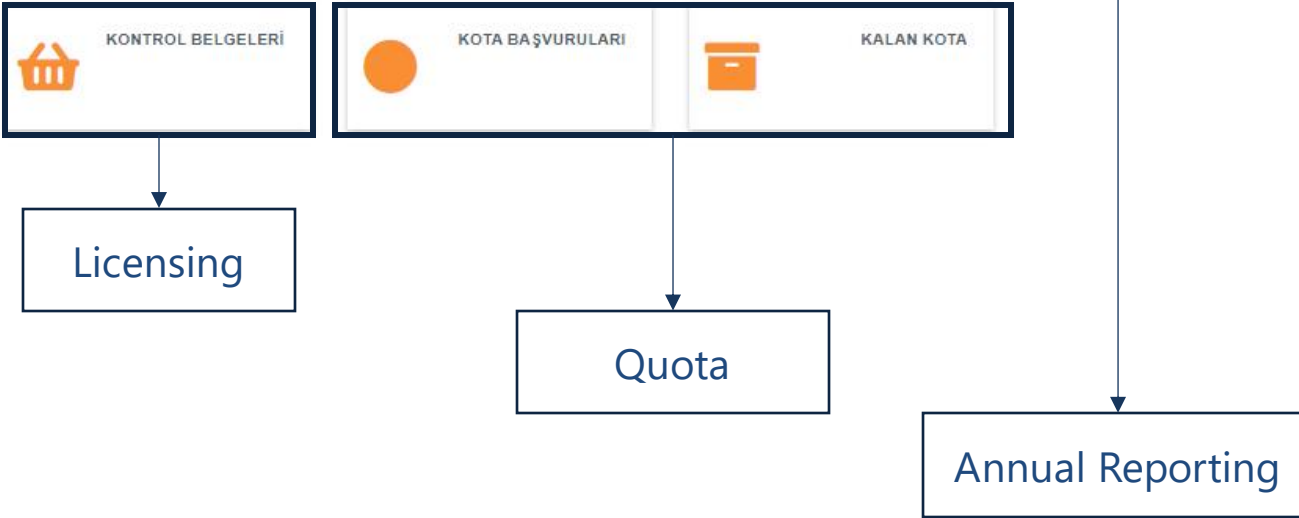 KONTROL BELGELERİ
KOTA BAŞVURULARI
KALAN KOTA
Licensing
Quota
Annual Reporting